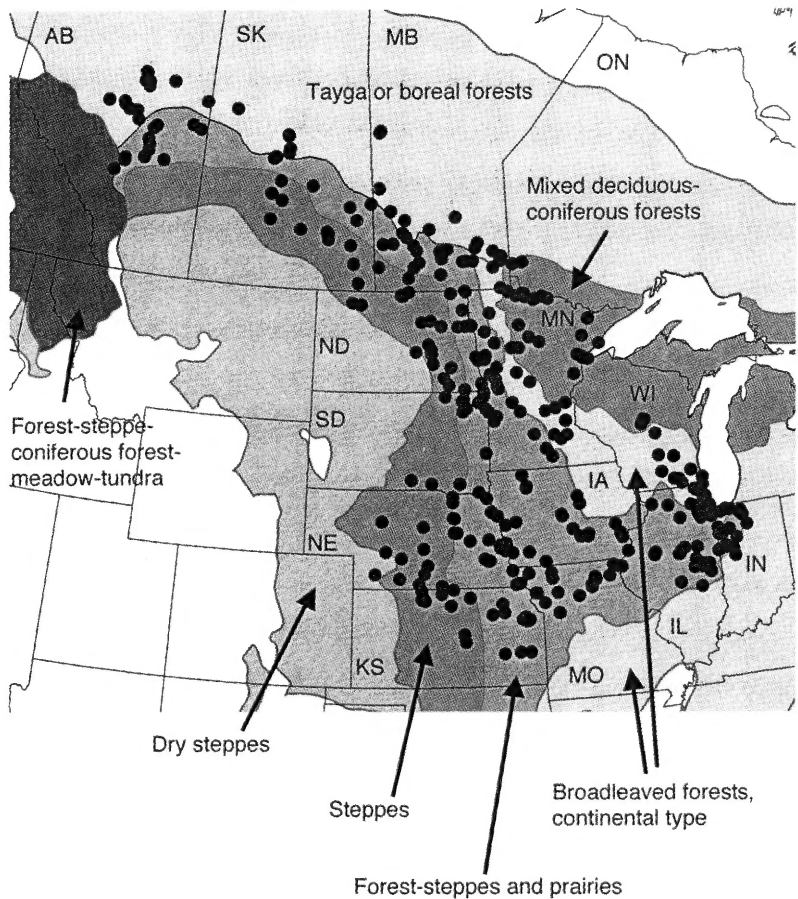 AB
SK
MB
ON
Tayga or boreal forests
Mixed deciduous-
coniferous forests
MN
ND
WI
SD
Forest-steppe-
coniferous forest-
meadow-tundra
IA
NE
IN
IL
KS
MO
Dry steppes
Steppes
Broadleaved forests,
continental type
Forest-steppes and prairies